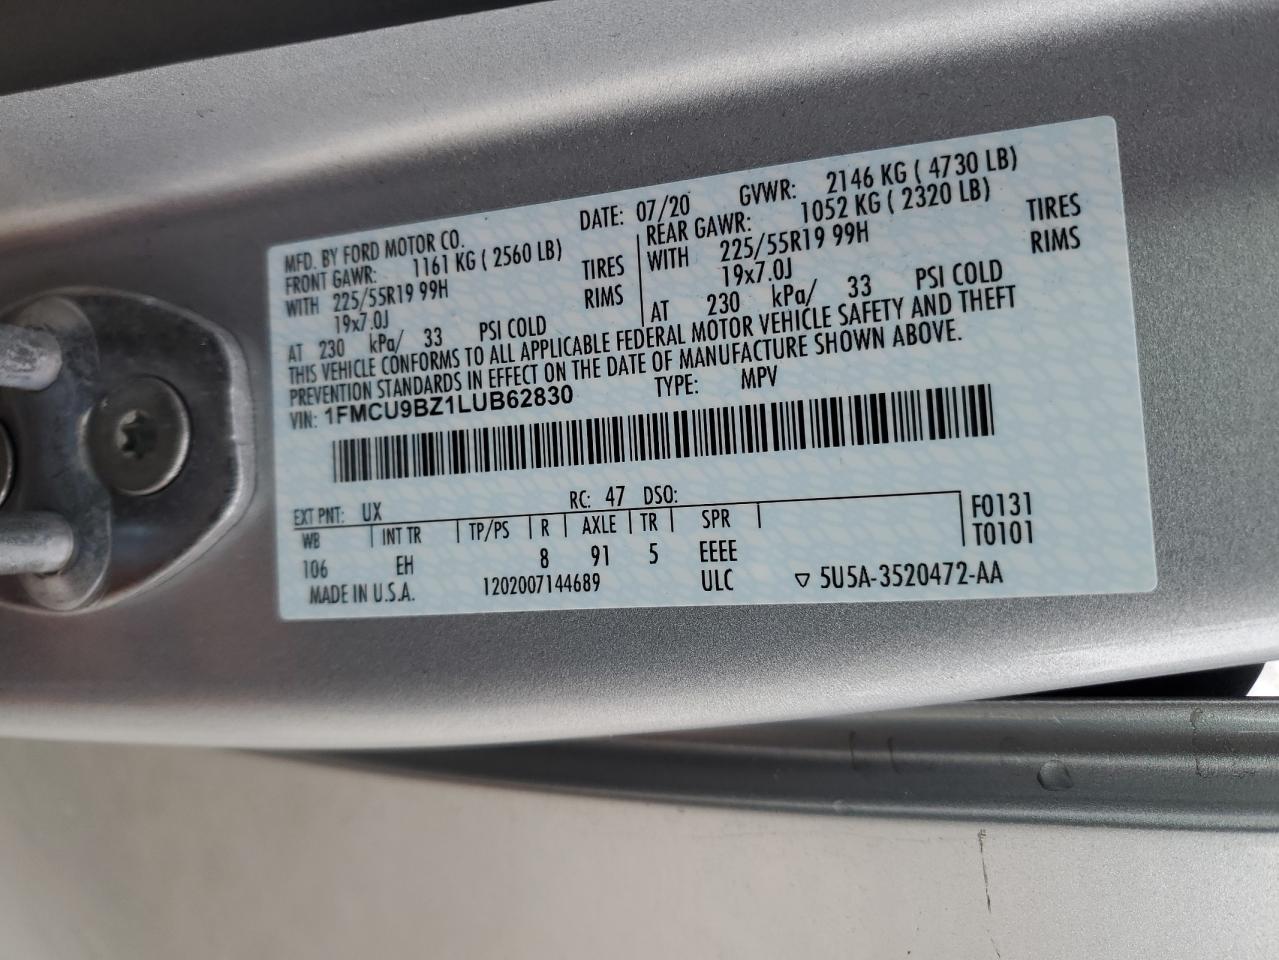 MFD. BY FORD MOTOR CO. DATE: 07/20 GVWR: 2146 KG ( 4730 LB)
FRONT GAWR: 1161 KG ( 2560 LB) REAR GAWR: 1052 KG ( 2320 LB)
WITH 225/55R19 99H TIRES WITH 225/55R19 99H TIRES
19x7.0J RIMS 19x7.0J RIMS
AT 230 kPa/ 33 PSI COLD AT 230 kPa/ 33 PSI COLD
THIS VEHICLE CONFORMS TO ALL APPLICABLE FEDERAL MOTOR VEHICLE SAFETY AND THEFT
PREVENTION STANDARDS IN EFFECT ON THE DATE OF MANUFACTURE SHOWN ABOVE.
VIN: 1FMCU9BZ1LUB62830 TYPE: MPV
EXT PNT: UX RC: 47 DSO:
WB INT TR TP/PS R AXLE TR SPR F0131
106 EH 8 91 5 EEEE T0101
MADE IN U.S.A. 1202007144689 ULC ▽ 5U5A-3520472-AA